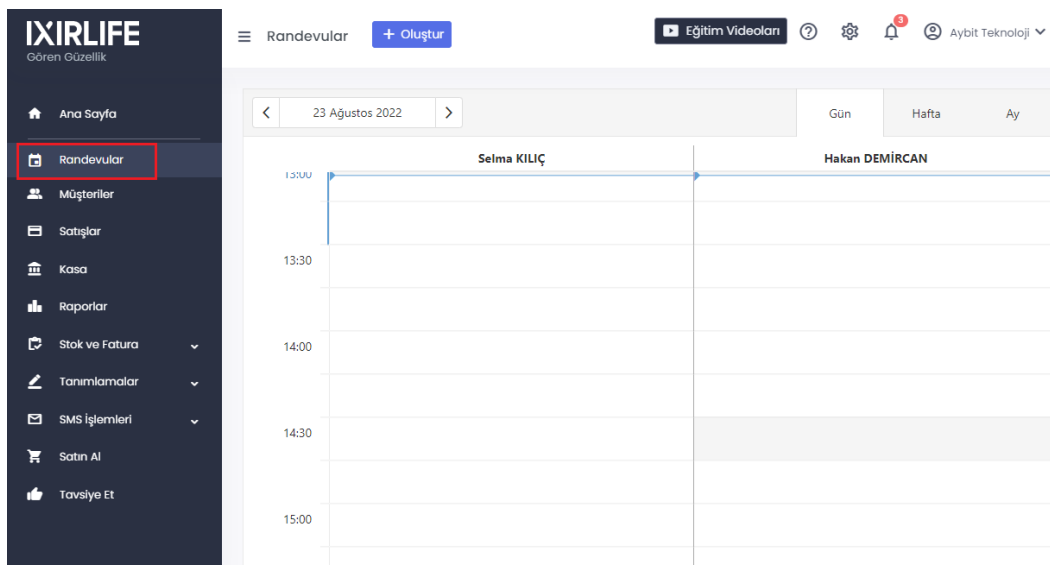 IXIRLIFE
Gören Güzellik
Ana Sayfa
Randevular
Müşteriler
Satışlar
Kasa
Raporlar
Stok ve Fatura
Tanımlamalar
SMS İşlemleri
Satın Al
Tavsiye Et
Randevular
+ Oluştur
Eğitim Videoları
3
Aybit Teknoloji
23 Ağustos 2022
Gün
Hafta
Ay
Selma KILIÇ
Hakan DEMİRCAN
13:00
13:30
14:00
14:30
15:00